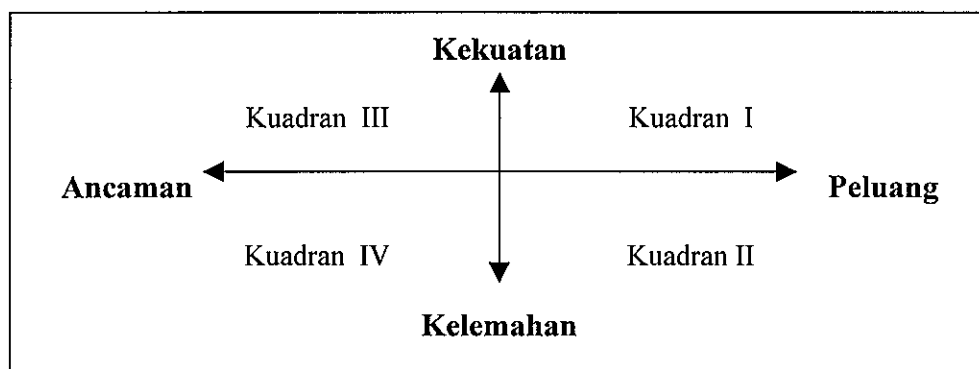 Kekuatan
Kuadran III Kuadran I
Ancaman Peluang
Kuadran IV Kuadran II
Kelemahan